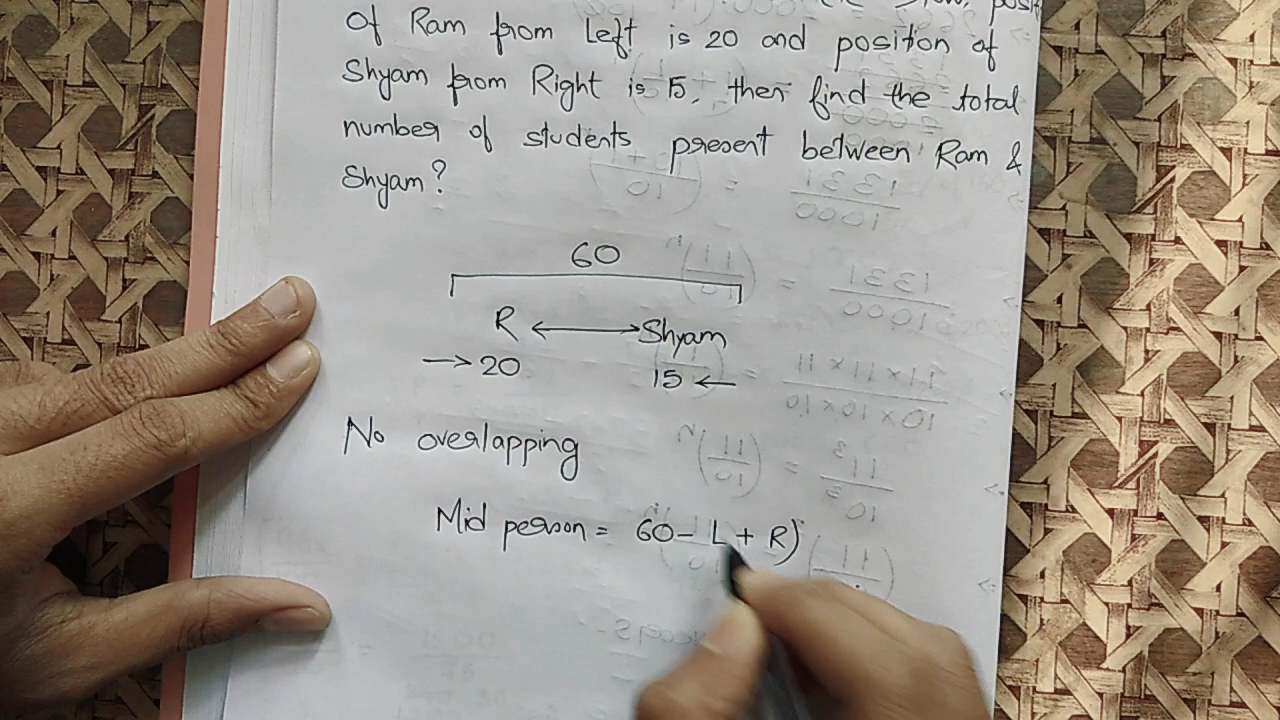 of Ram from Left is 20 and position of
Shyam from Right is 15, then find the total
number of students present between Ram &
Shyam?
60
R ⟷ Shyam
→ 20 15 ←
No overlapping
Mid person = 60 - L + R)